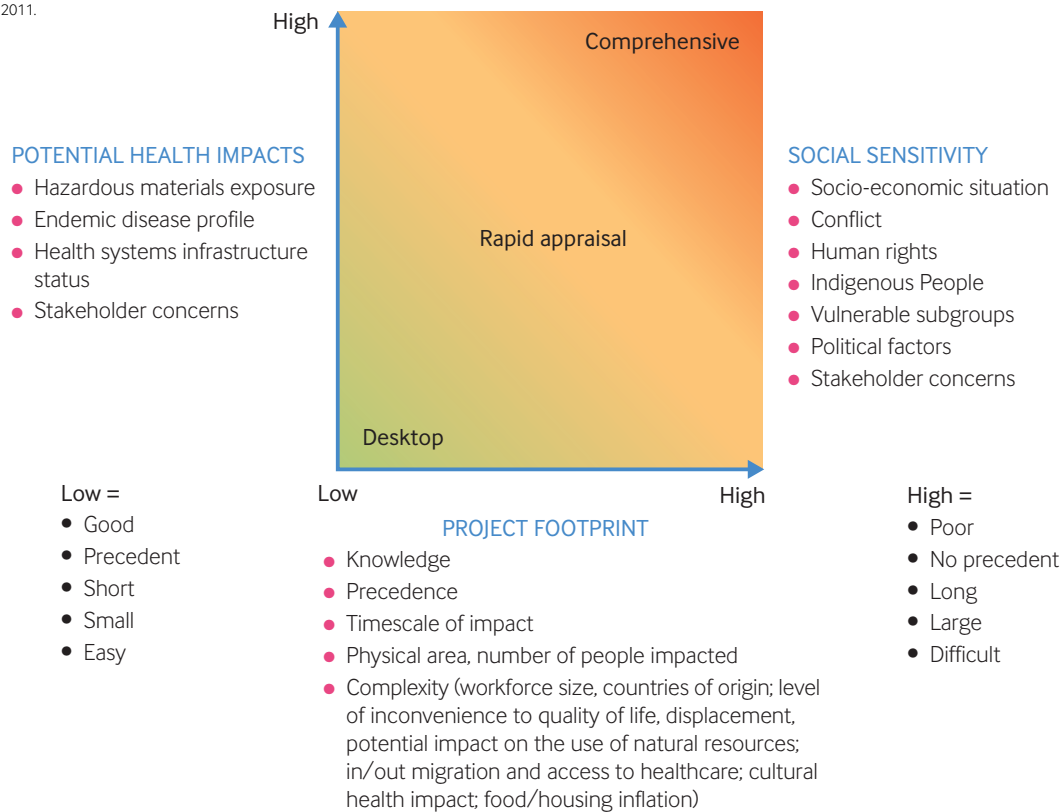 2011.
High
Comprehensive
POTENTIAL HEALTH IMPACTS
Hazardous materials exposure
Endemic disease profile
Health systems infrastructure
status
Stakeholder concerns
Rapid appraisal
SOCIAL SENSITIVITY
Socio-economic situation
Conflict
Human rights
Indigenous People
Vulnerable subgroups
Political factors
Stakeholder concerns
Desktop
Low =
Good
Precedent
Short
Small
Easy
Low
High
PROJECT FOOTPRINT
Knowledge
Precedence
Timescale of impact
Physical area, number of people impacted
Complexity (workforce size, countries of origin; level
of inconvenience to quality of life, displacement,
potential impact on the use of natural resources;
in/out migration and access to healthcare; cultural
health impact; food/housing inflation)
High =
Poor
No precedent
Long
Large
Difficult